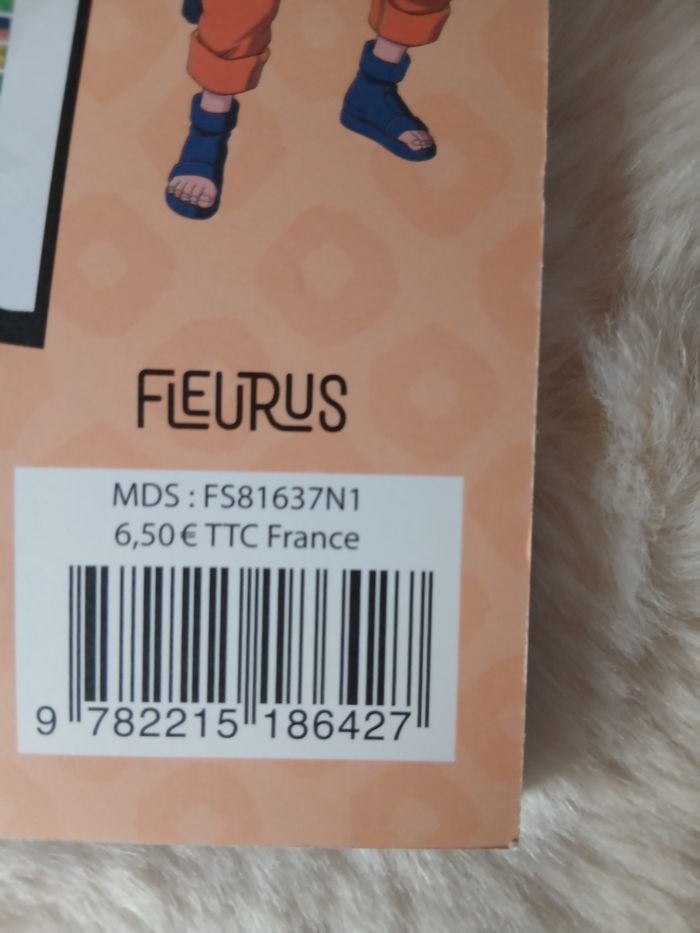 FLEURUS
MDS : FS81637N1
6,50 € TTC France
9 782215 186427